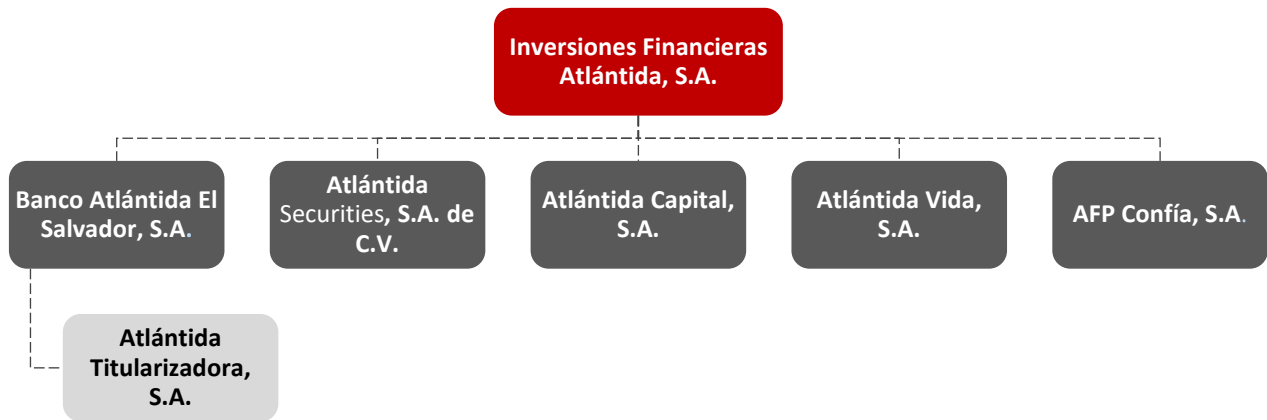 Inversiones Financieras
Atlántida, S.A.
Banco Atlántida El
Salvador, S.A.
Atlántida
Securities, S.A. de
C.V.
Atlántida Capital,
S.A.
Atlántida Vida,
S.A.
AFP Confía, S.A.
Atlántida
Titularizadora,
S.A.